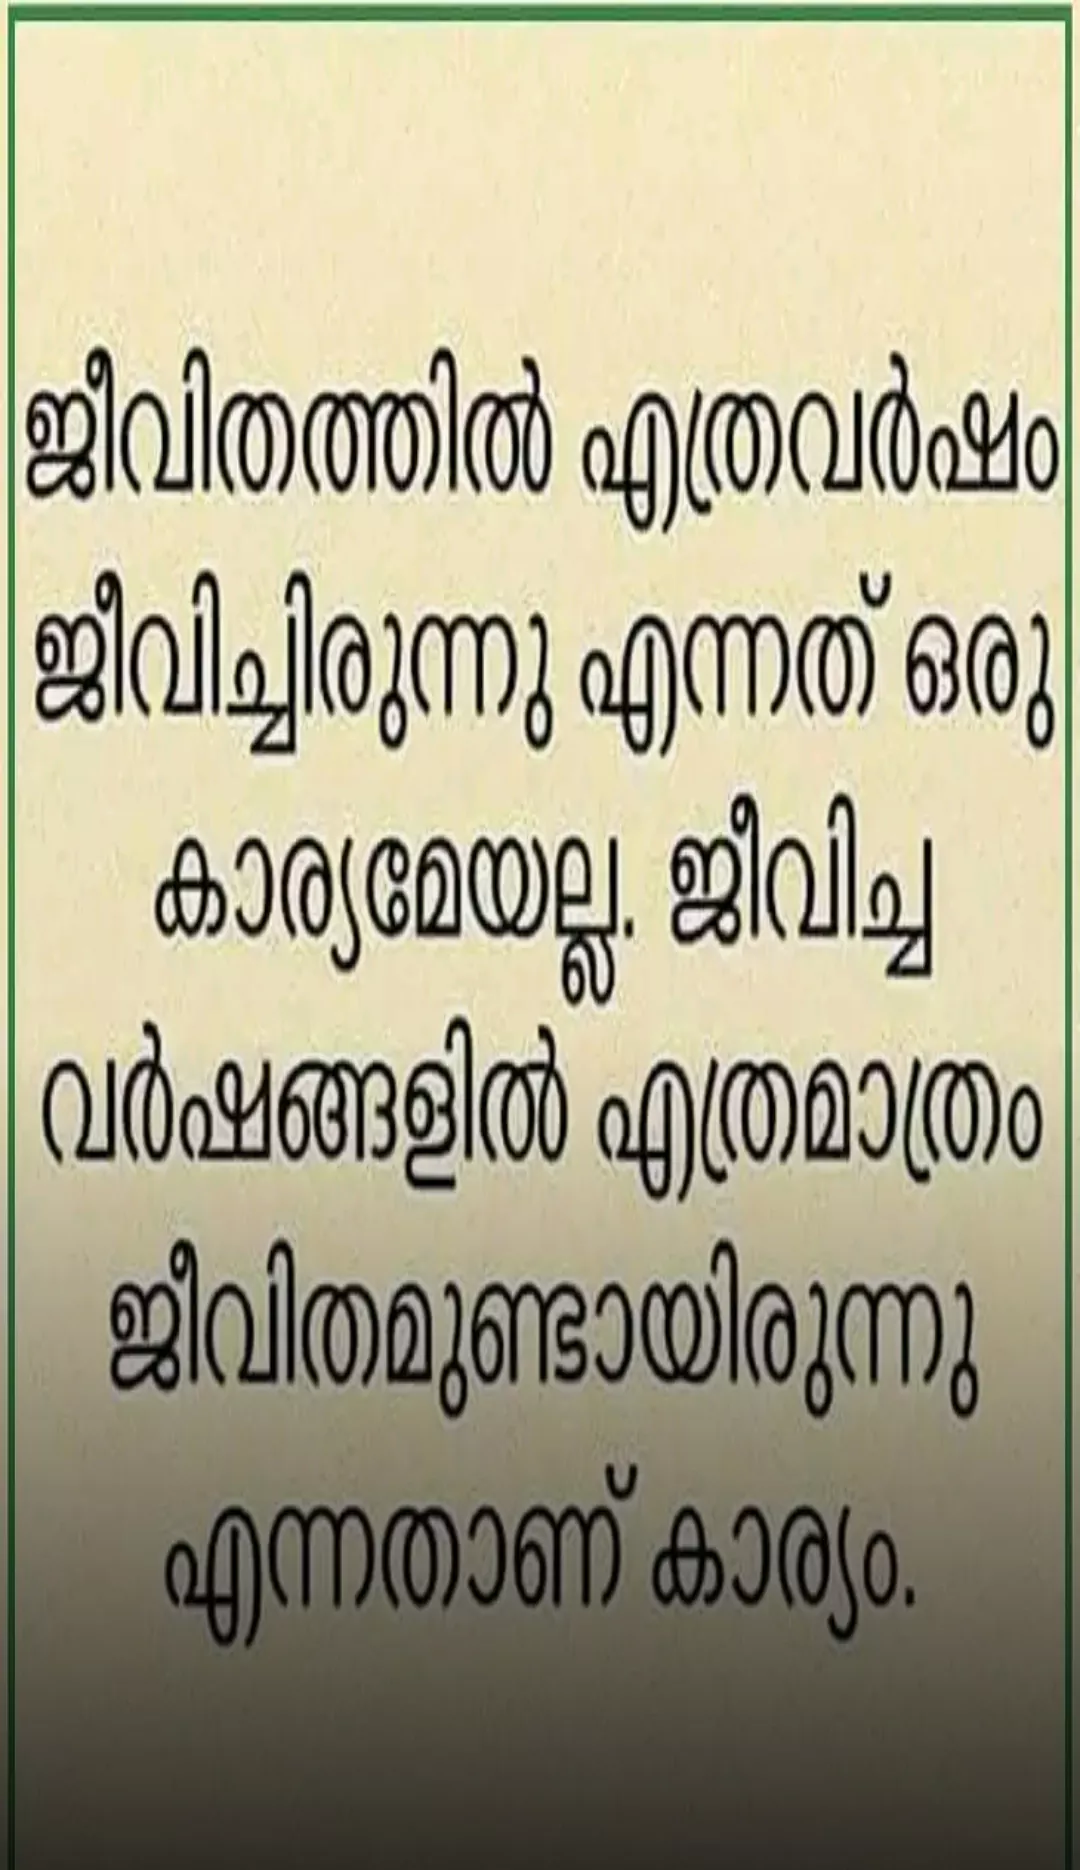 ജീവിതത്തിൽ എത്രവർഷം
ജീവിച്ചിരുന്നു എന്നത് ഒരു
കാര്യമേയല്ല. ജീവിച്ച
വർഷങ്ങളിൽ എത്രമാത്രം
ജീവിതമുണ്ടായിരുന്നു
എന്നതാണ് കാര്യം.